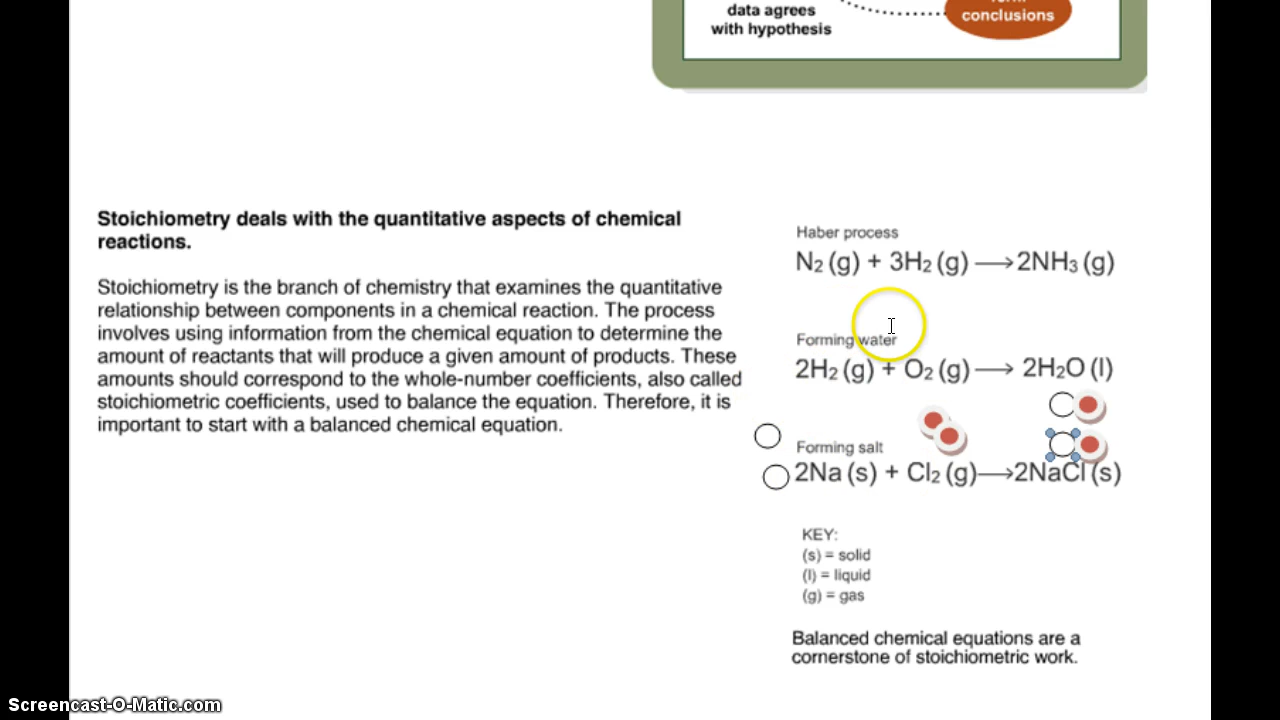 data agrees
with hypothesis
conclusions
Stoichiometry deals with the quantitative aspects of chemical
reactions.
Stoichiometry is the branch of chemistry that examines the quantitative
relationship between components in a chemical reaction. The process
involves using information from the chemical equation to determine the
amount of reactants that will produce a given amount of products. These
amounts should correspond to the whole-number coefficients, also called
stoichiometric coefficients, used to balance the equation. Therefore, it is
important to start with a balanced chemical equation.
Haber process
N₂ (g) + 3H₂ (g) ⟶ 2NH₃ (g)
Forming water
2H₂ (g) + O₂ (g) ⟶ 2H₂O (l)
Forming salt
2Na (s) + Cl₂ (g) ⟶ 2NaCl (s)
KEY:
(s) = solid
(l) = liquid
(g) = gas
Balanced chemical equations are a
cornerstone of stoichiometric work.
Screencast-O-Matic.com